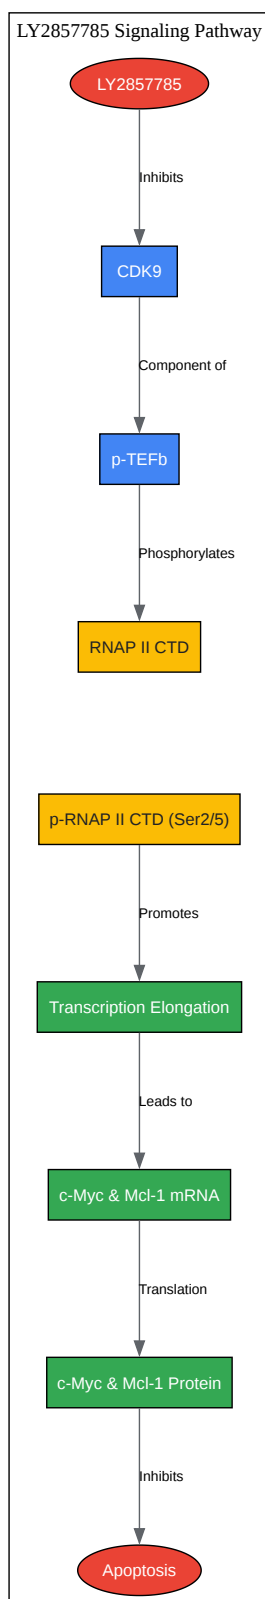 LY2857785 Signaling Pathway
LY2857785
Inhibits
CDK9
Component of
p-TEFb
Phosphorylates
RNAP II CTD
p-RNAP II CTD (Ser2/5)
Promotes
Transcription Elongation
Leads to
c-Myc & Mcl-1 mRNA
Translation
c-Myc & Mcl-1 Protein
Inhibits
Apoptosis